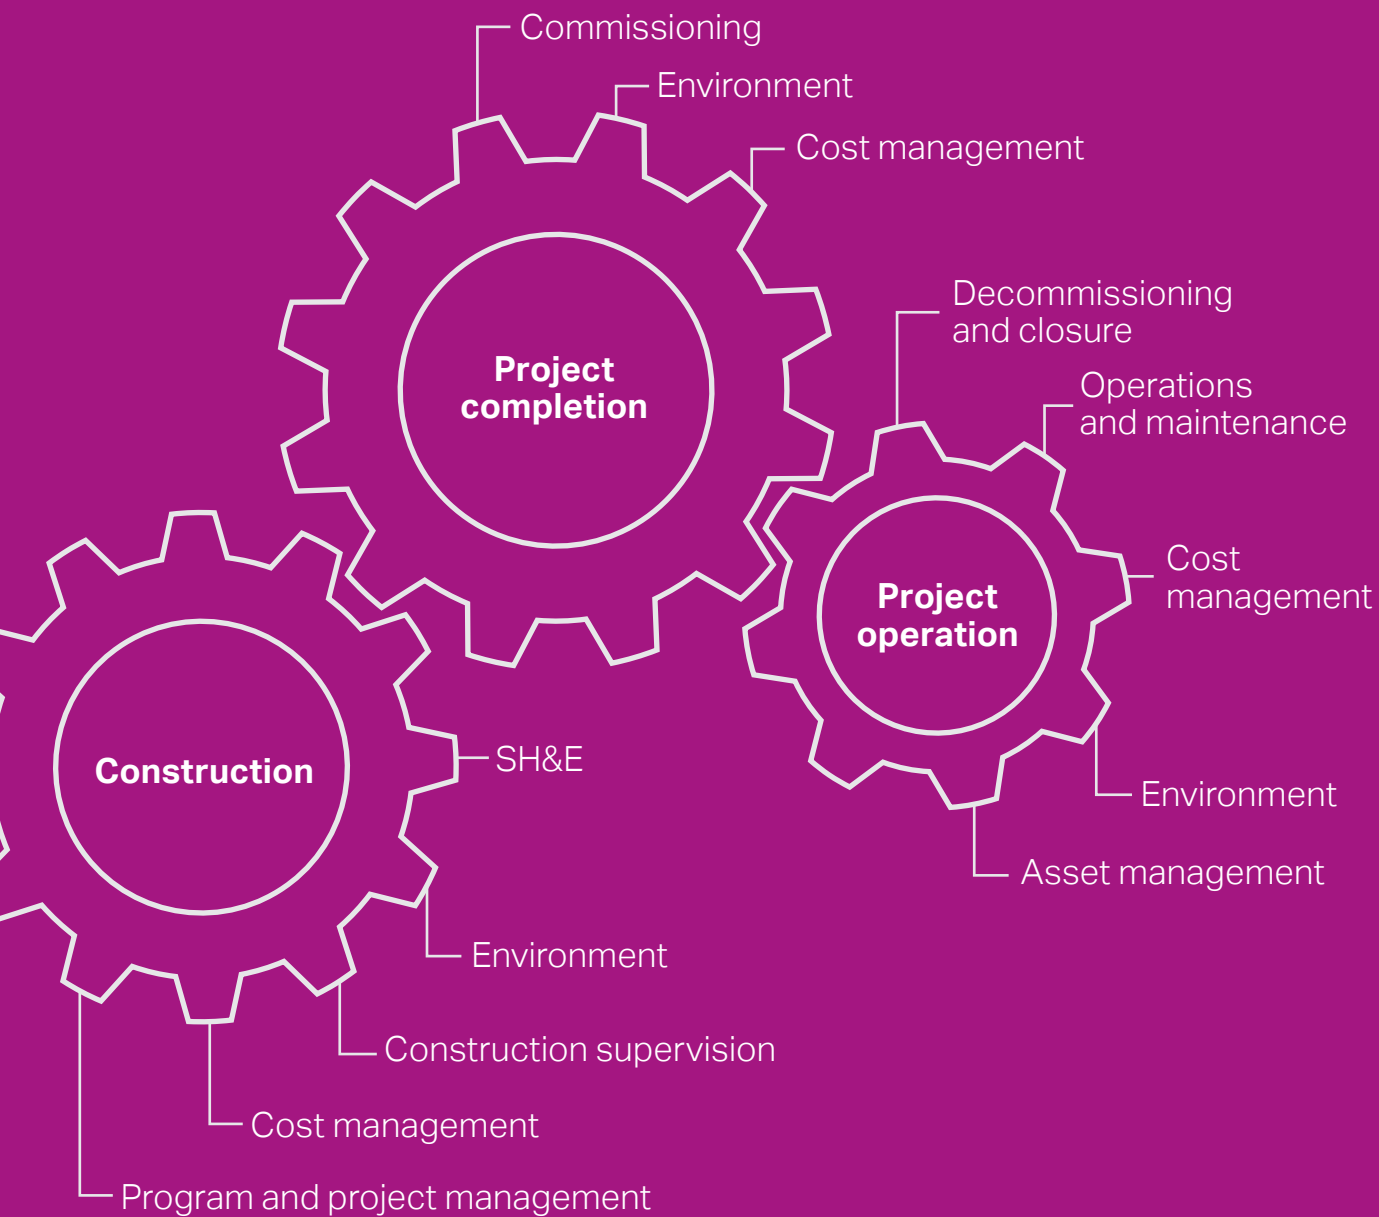 Commissioning
Environment
Cost management
Project
completion
Decommissioning
and closure
Operations
and maintenance
Cost
management
Project
operation
Environment
Asset management
Construction
SH&E
Environment
Construction supervision
Cost management
Program and project management